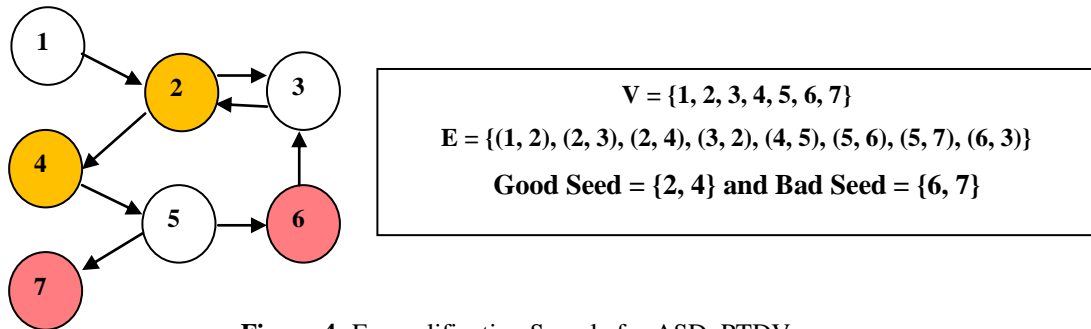 1
2
3
4
5
6
7
V = {1, 2, 3, 4, 5, 6, 7}
E = {(1, 2), (2, 3), (2, 4), (3, 2), (4, 5), (5, 6), (5, 7), (6, 3)}
Good Seed = {2, 4} and Bad Seed = {6, 7}